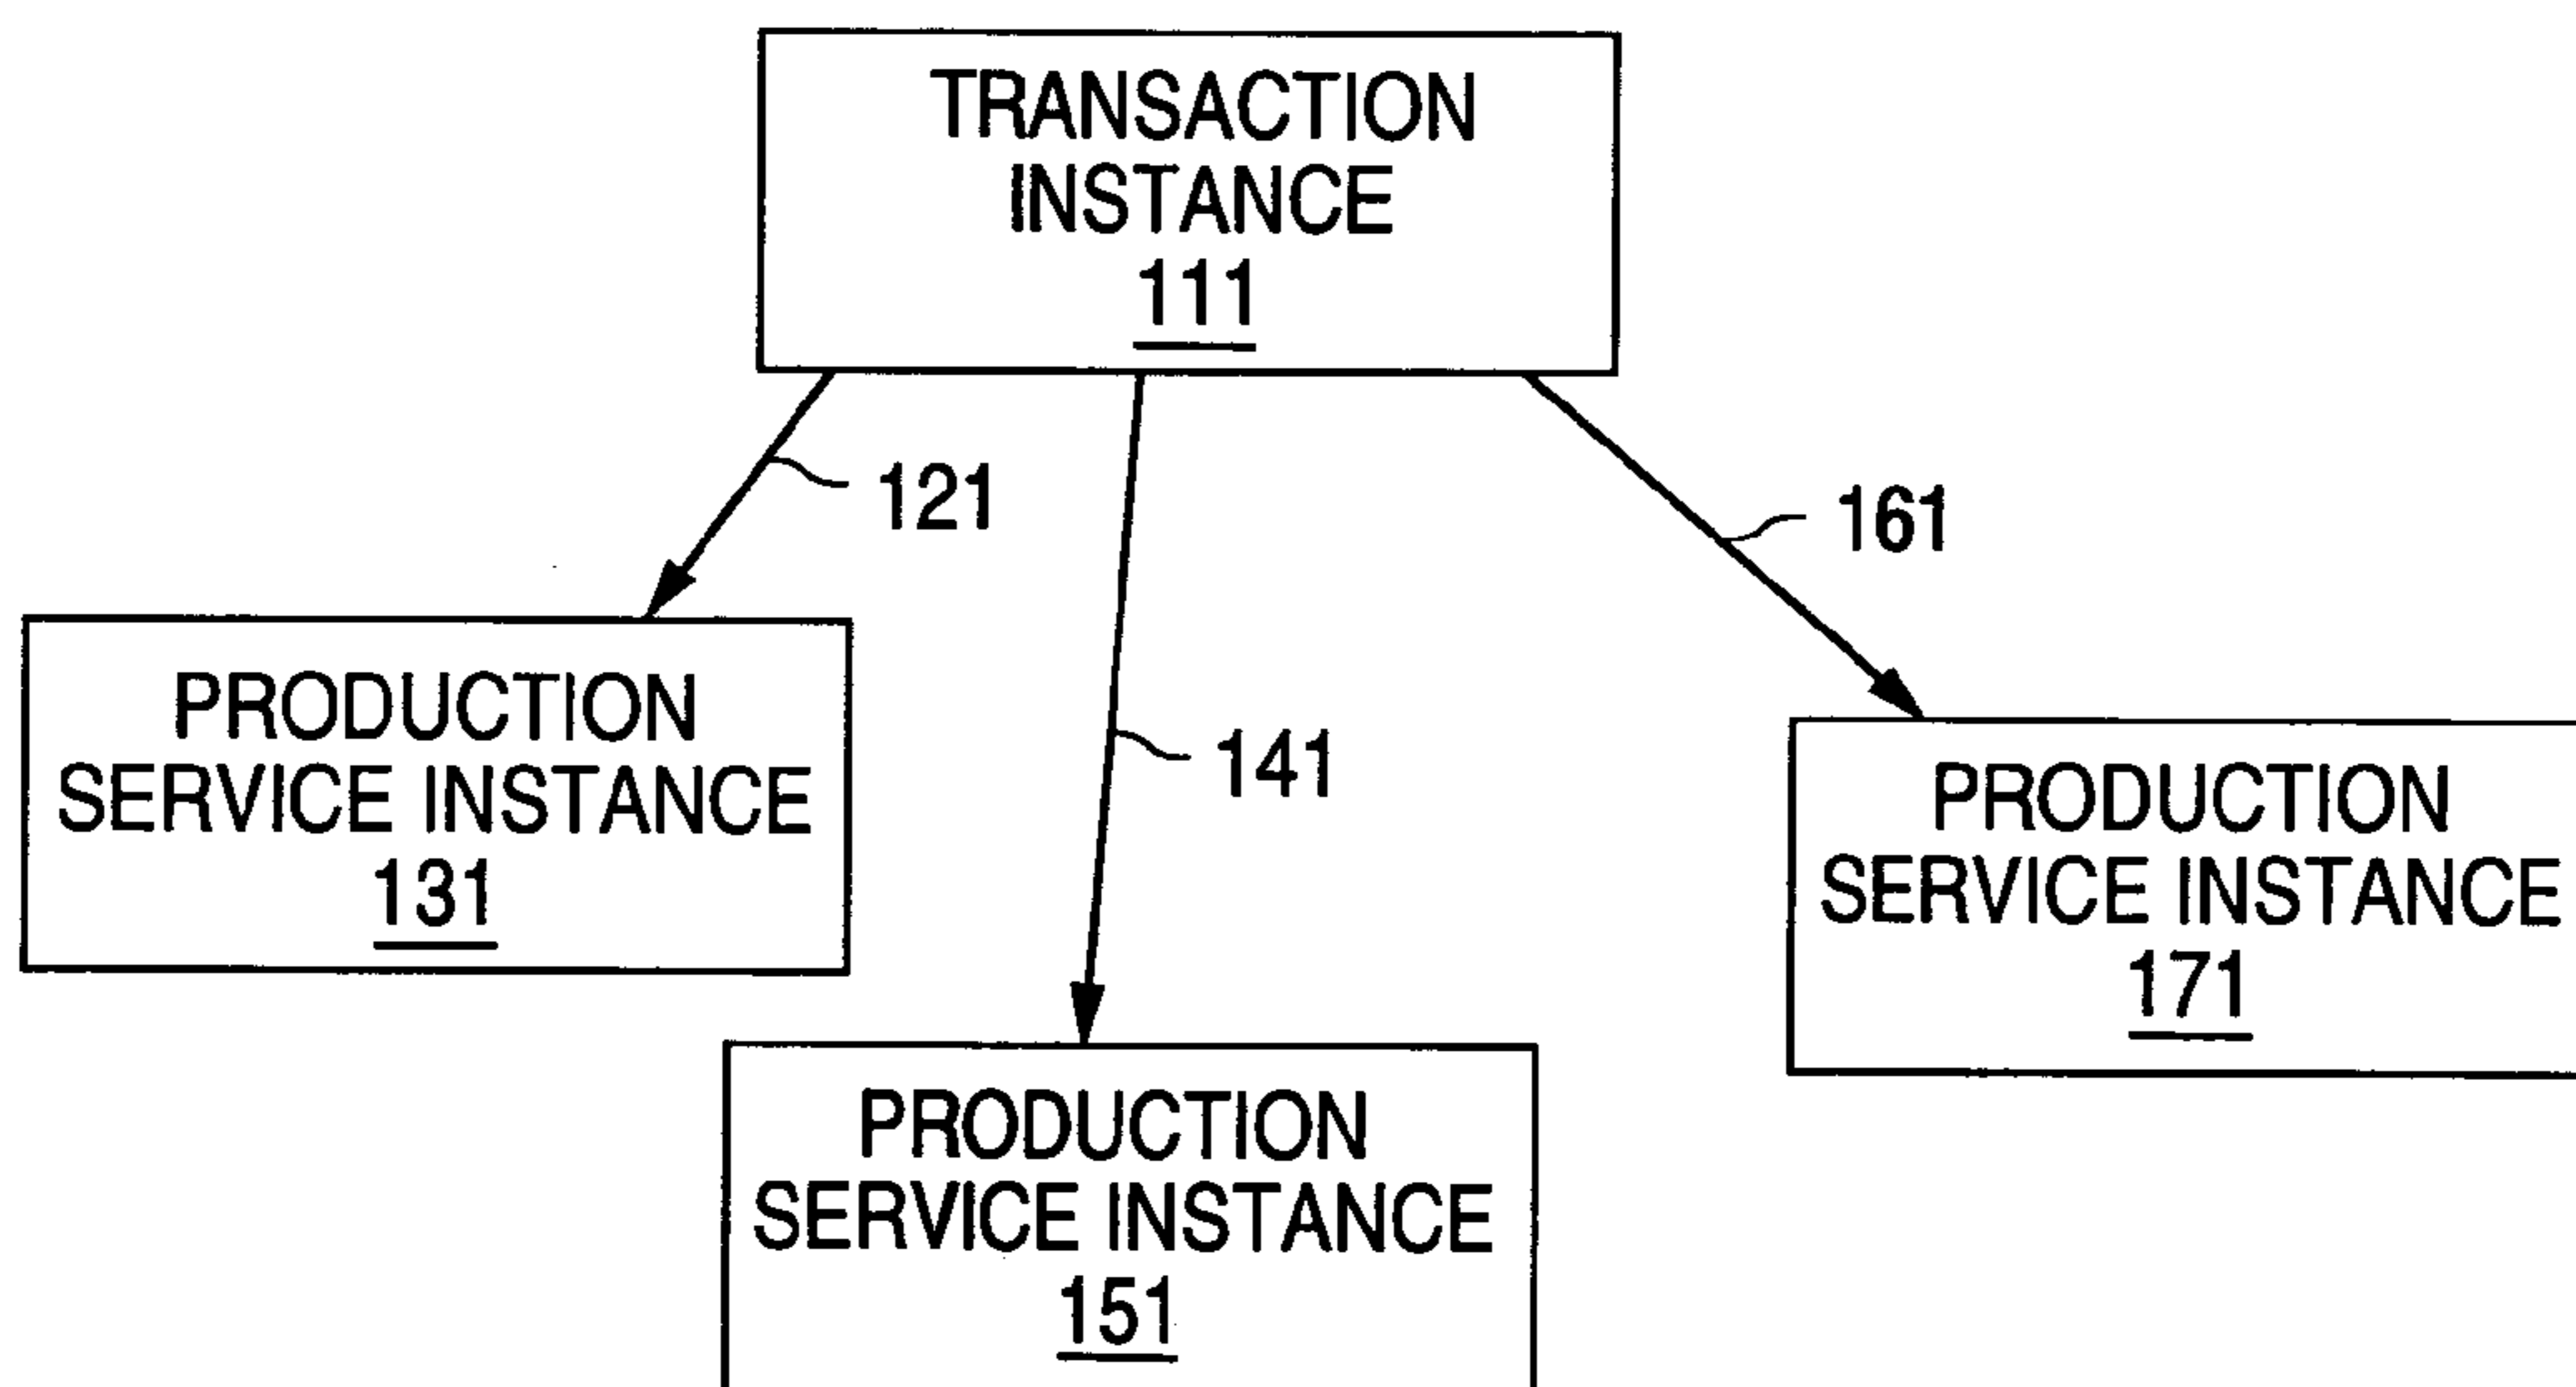 TRANSACTION
INSTANCE
111
121
161
PRODUCTION
SERVICE INSTANCE
131
141
PRODUCTION
SERVICE INSTANCE
171
PRODUCTION
SERVICE INSTANCE
151